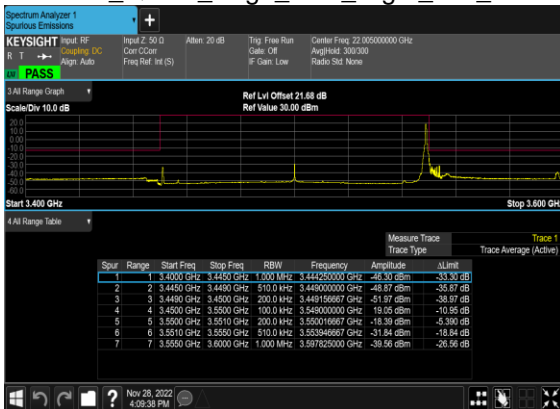 Spectrum Analyzer 1
Spurious Emissions
+
KEYSIGHT Input: RF Input Z: 50 Ω Atten: 20 dB Trig: Free Run Center Freq: 22.005000000 GHz
R T Coupling: DC Corr CCorr Gate: Off Avg|Hold: 300/300
Align: Auto Freq Ref: Int (S) IF Gain: Low Radio Std: None
PASS
3 All Range Graph
Ref Lvl Offset 21.68 dB
Scale/Div 10.0 dB Ref Value 30.00 dBm
20.0
10.0
0.00
-10.0
-20.0
-30.0
-40.0
-50.0
-60.0
Start 3.400 GHz Stop 3.600 GH
4 All Range Table
Measure Trace Trace 1
Trace Type Trace Average (Active)
Spur Range Start Freq Stop Freq RBW Frequency Amplitude ΔLimit
1 1 3.4000 GHz 3.4450 GHz 1.000 MHz 3.444250000 GHz -46.30 dBm -33.30 dB
2 2 3.4450 GHz 3.4490 GHz 510.0 kHz 3.449000000 GHz -48.87 dBm -35.87 dB
3 3 3.4490 GHz 3.4500 GHz 200.0 kHz 3.449156667 GHz -51.97 dBm -38.97 dB
4 4 3.4500 GHz 3.5500 GHz 100.0 kHz 3.549000000 GHz 19.05 dBm -10.95 dB
5 5 3.5500 GHz 3.5510 GHz 200.0 kHz 3.550016667 GHz -18.39 dBm -5.390 dB
6 6 3.5510 GHz 3.5550 GHz 510.0 kHz 3.553946667 GHz -31.84 dBm -18.84 dB
7 7 3.5550 GHz 3.6000 GHz 1.000 MHz 3.597825000 GHz -39.56 dBm -26.56 dB
? Nov 28, 2022
4:09:38 PM